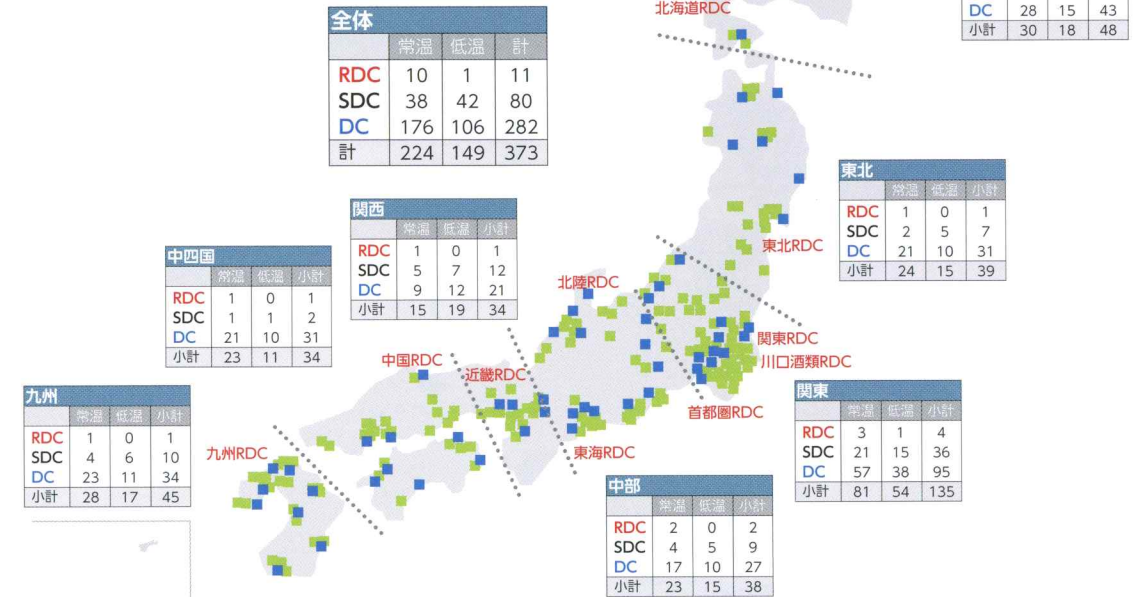 北海道RDC
DC 28 15 43
小計 30 18 48
全体
常温 低温 計
RDC 10 1 11
SDC 38 42 80
DC 176 106 282
計 224 149 373
東北
常温 低温 小計
RDC 1 0 1
SDC 2 5 7
DC 21 10 31
小計 24 15 39
関西
常温 低温 小計
RDC 1 0 1
SDC 5 7 12
DC 9 12 21
小計 15 19 34
東北RDC
中四国
常温 低温 小計
RDC 1 0 1
SDC 1 1 2
DC 21 10 31
小計 23 11 34
北陸RDC
関東RDC
川口酒類RDC
中国RDC
近畿RDC
首都圏RDC
九州
常温 低温 小計
RDC 1 0 1
SDC 4 6 10
DC 23 11 34
小計 28 17 45
関東
常温 低温 小計
RDC 3 1 4
SDC 21 15 36
DC 57 38 95
小計 81 54 135
九州RDC
東海RDC
中部
常温 低温 小計
RDC 2 0 2
SDC 4 5 9
DC 17 10 27
小計 23 15 38